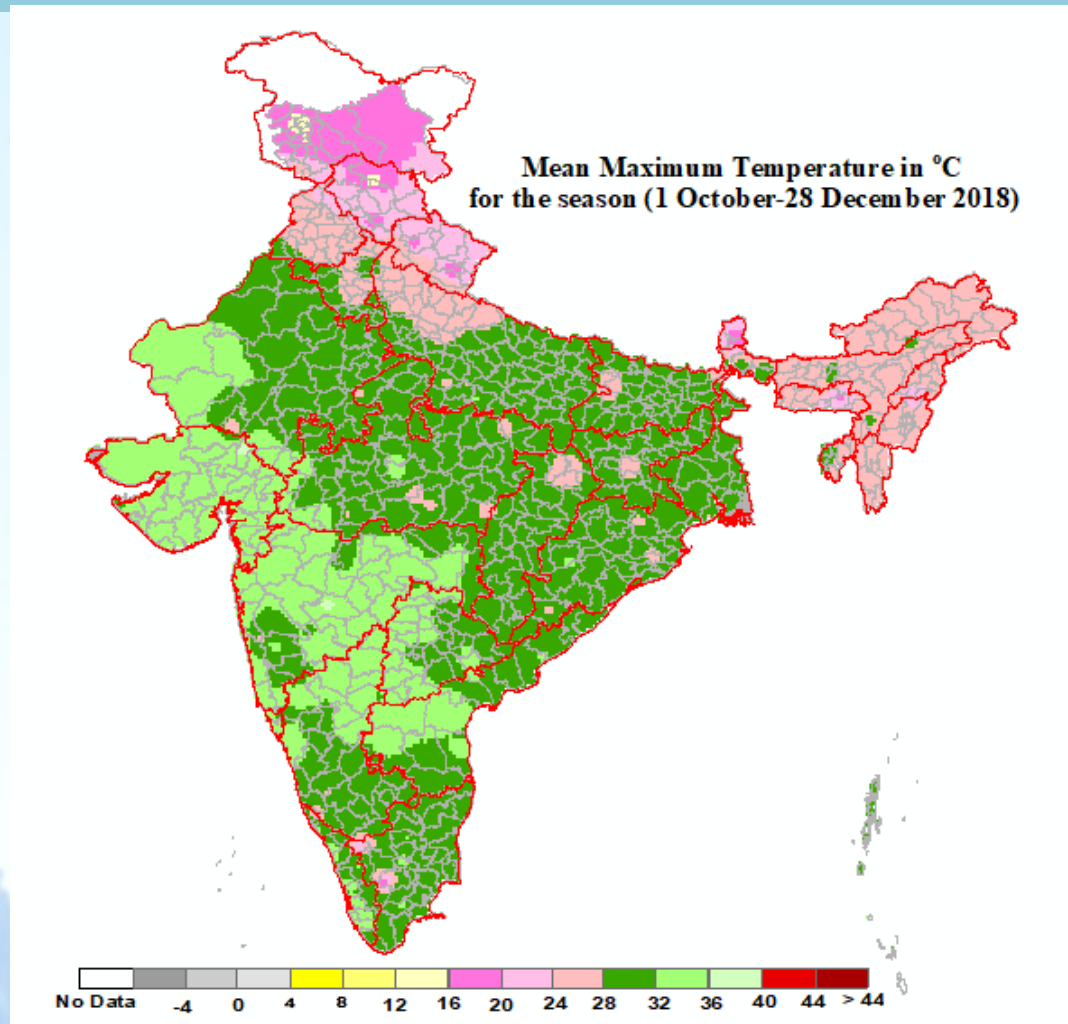 Mean Maximum Temperature in °C
for the season (1 October-28 December 2018)
No Data -4 0 4 8 12 16 20 24 28 32 36 40 44 > 44